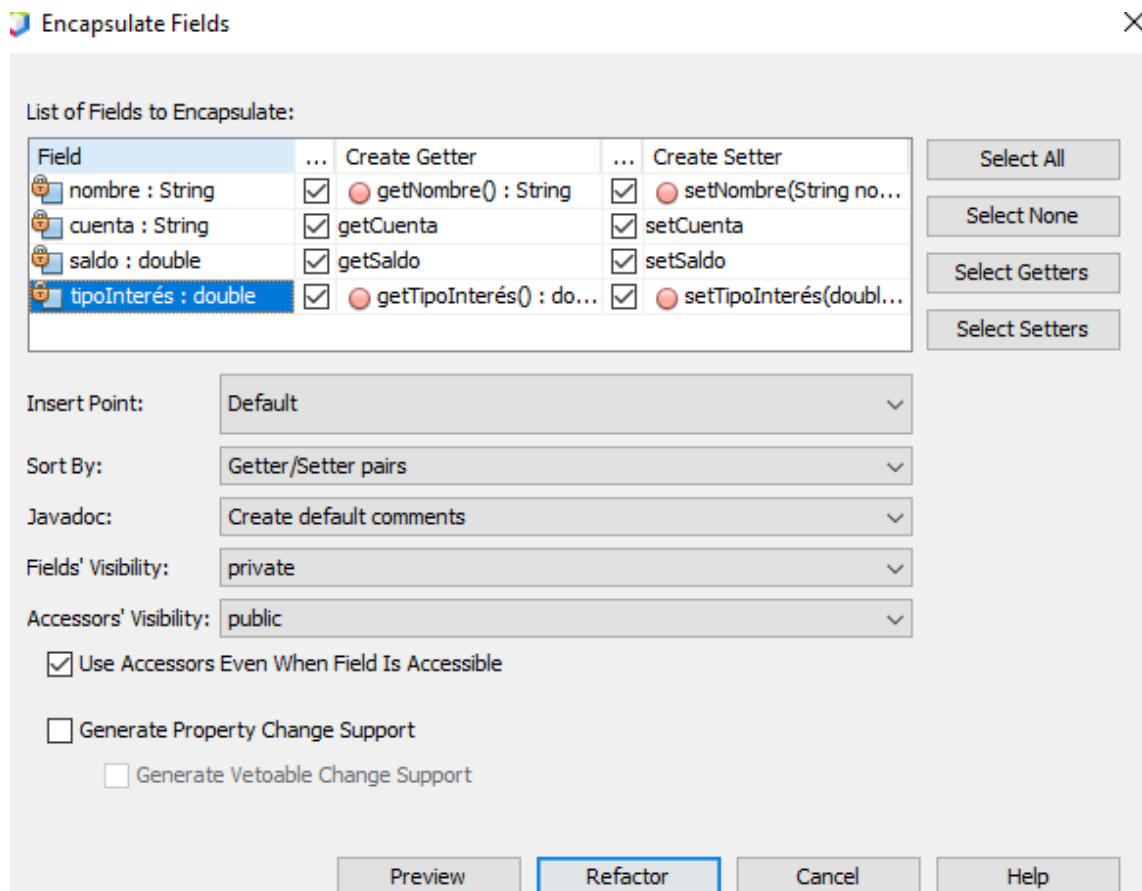 Encapsulate Fields
List of Fields to Encapsulate:
Field ... Create Getter ... Create Setter
nombre : String getNombre() : String setNombre(String no...
cuenta : String getCuenta setCuenta
saldo : double getSaldo setSaldo
tipoInterés : double getTipoInterés() : do... setTipoInterés(doubl...
Select All
Select None
Select Getters
Select Setters
Insert Point: Default
Sort By: Getter/Setter pairs
Javadoc: Create default comments
Fields' Visibility: private
Accessors' Visibility: public
Use Accessors Even When Field Is Accessible
Generate Property Change Support
Generate Vetoable Change Support
Preview Refactor Cancel Help